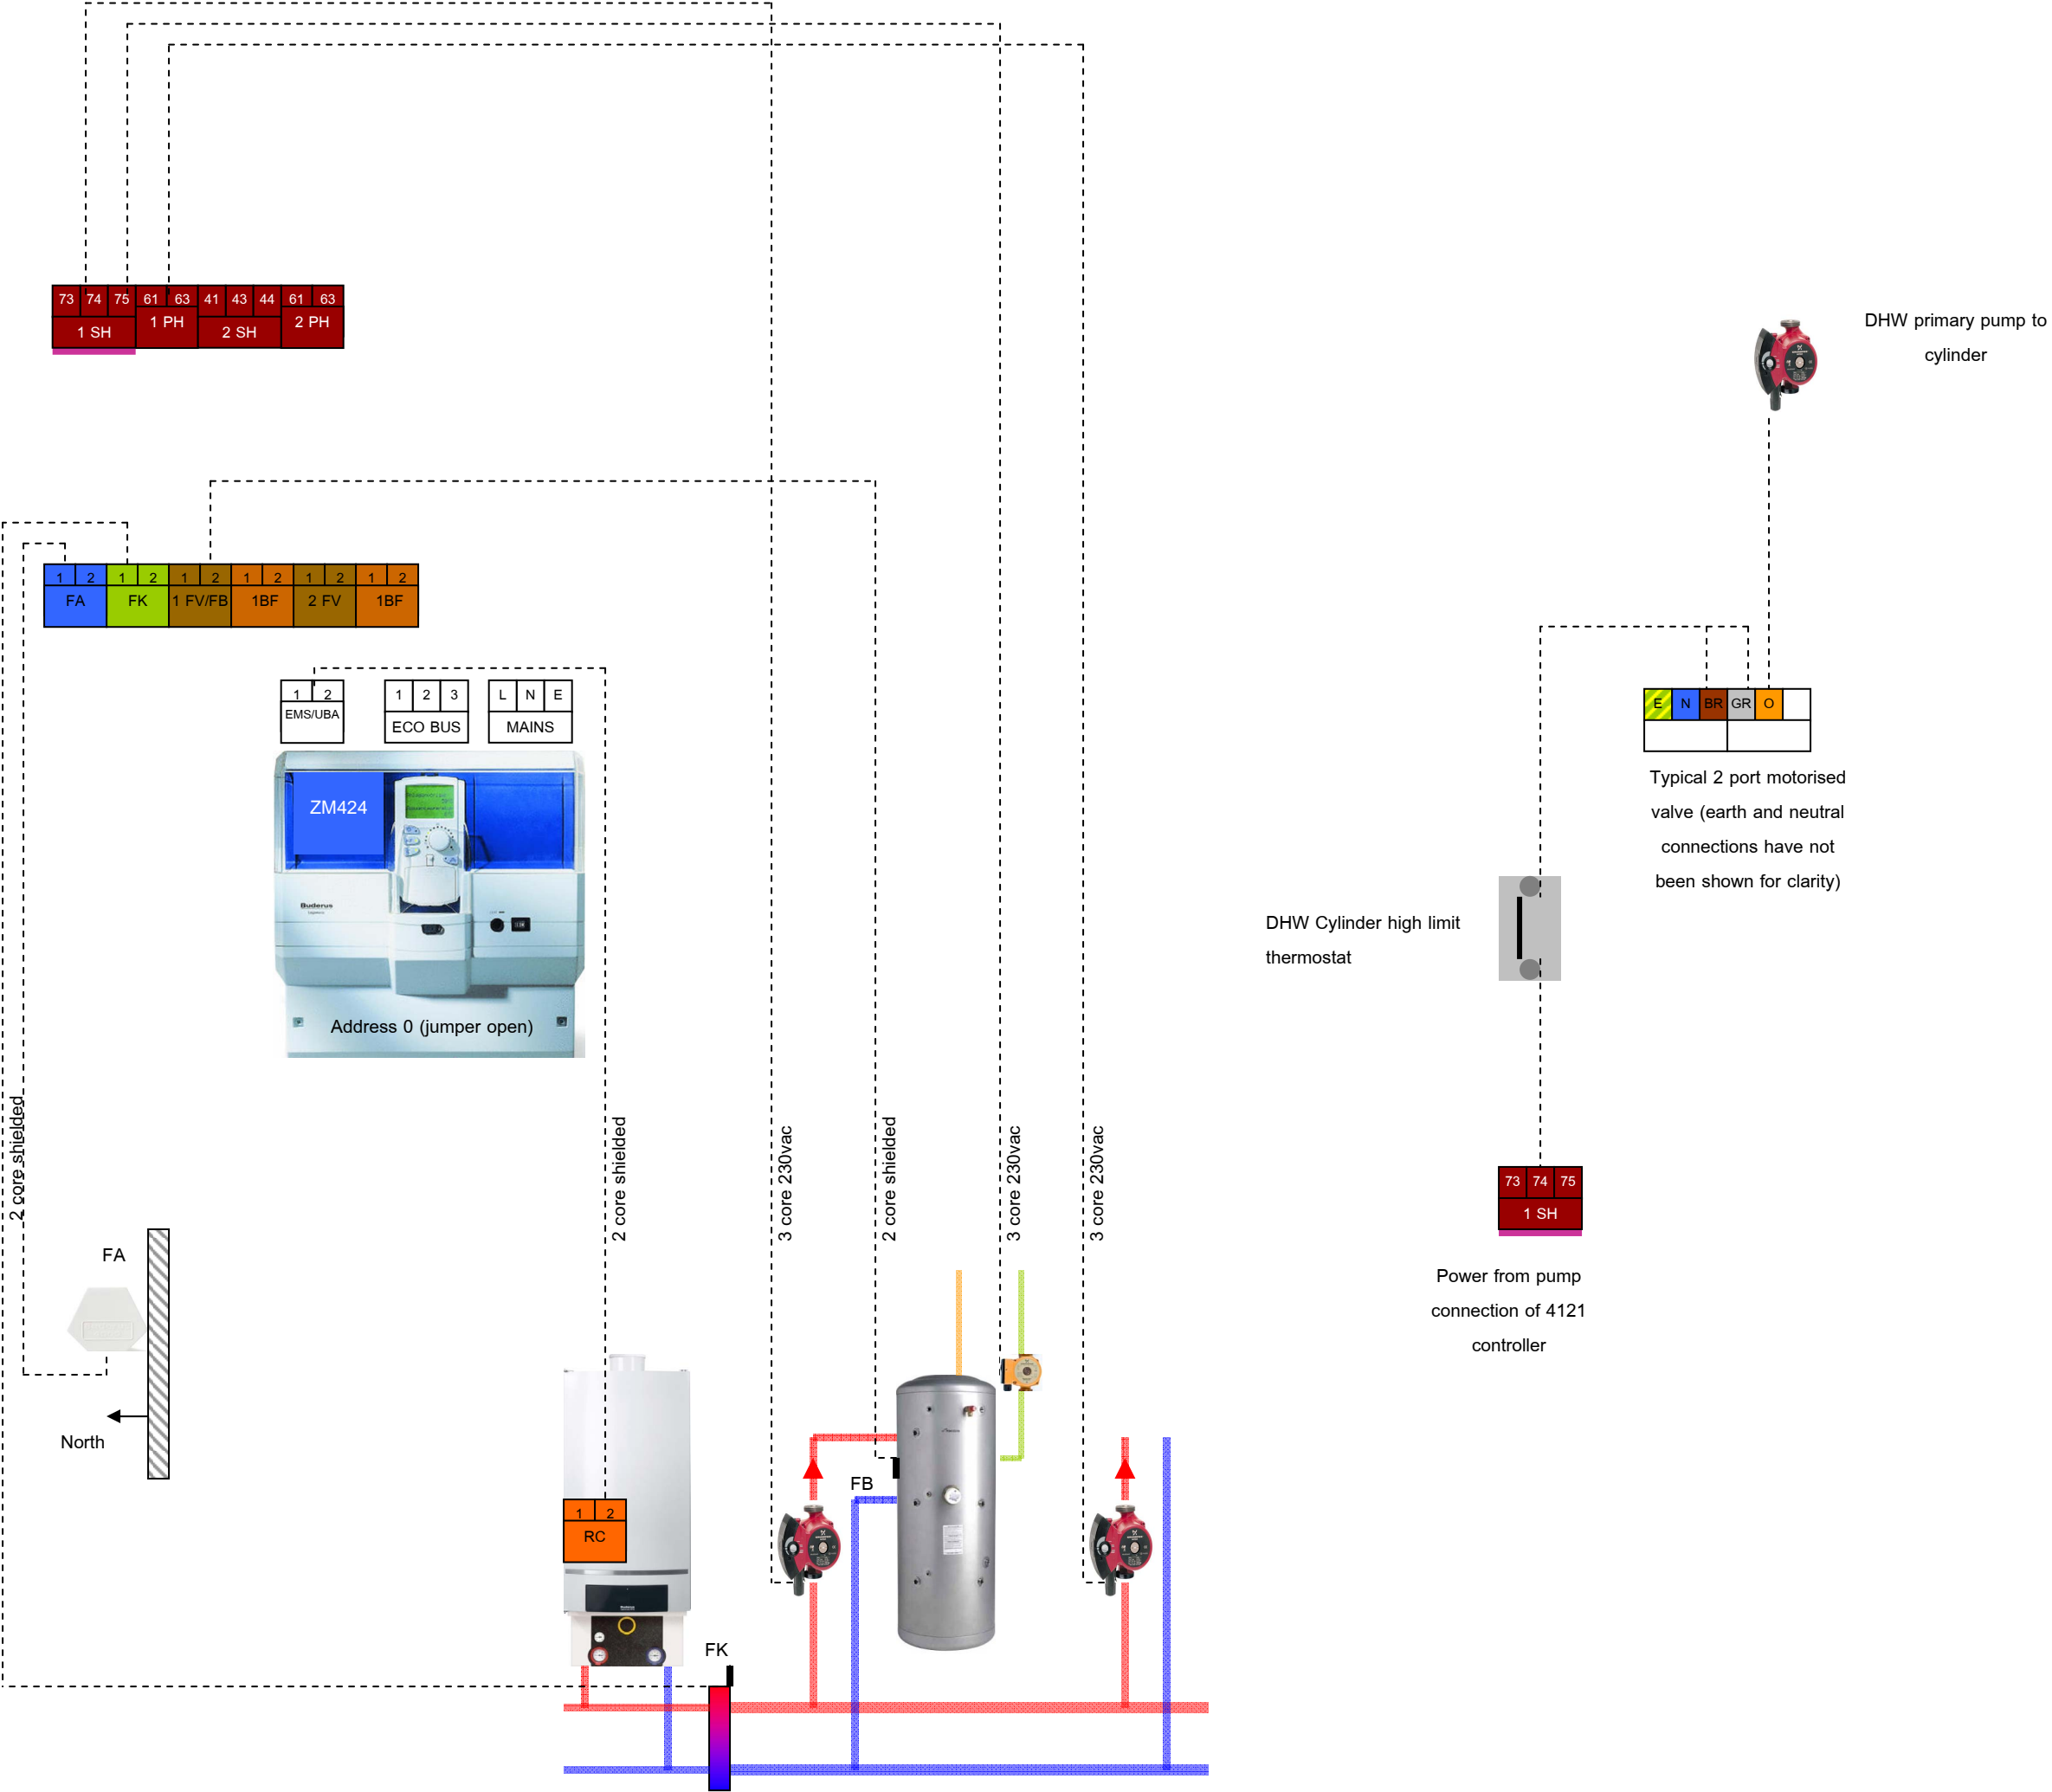 73 74 75 61 63 41 43 44 61 63
1 SH 1 PH 2 SH 2 PH
DHW primary pump to
cylinder
1 2 1 2 1 2 1 2 1 2 1 2
FA FK 1 FV/FB 1BF 2 FV 1BF
1 2
EMS/UBA
1 2 3
ECO BUS
L N E
MAINS
E N BR GR O
Typical 2 port motorised
valve (earth and neutral
connections have not
been shown for clarity)
ZM424
Buderus
Address 0 (jumper open)
DHW Cylinder high limit
thermostat
2 core shielded
2 core shielded
3 core 230vac
2 core shielded
3 core 230vac
3 core 230vac
73 74 75
1 SH
Power from pump
connection of 4121
controller
FA
North
FB
1 2
RC
Buderus
FK